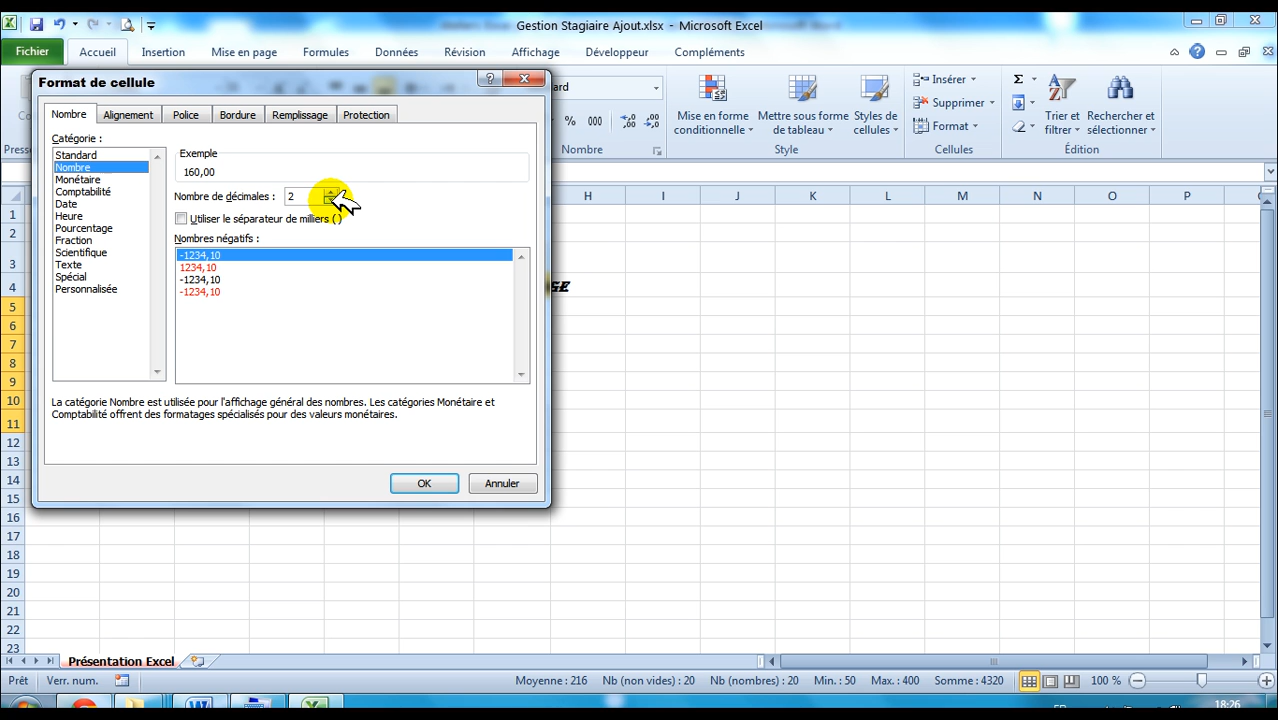 Gestion Stagiaire Ajout.xlsx - Microsoft Excel
Fichier Accueil Insertion Mise en page Formules Données Révision Affichage Développeur Compléments
Format de cellule
Nombre Alignement Police Bordure Remplissage Protection
Catégorie :
Standard
Nombre
Monétaire
Comptabilité
Date
Heure
Pourcentage
Fraction
Scientifique
Texte
Spécial
Personnalisée
Exemple
160,00
Nombre de décimales : 2
Utiliser le séparateur de milliers ( )
Nombres négatifs :
-1234,10
1234,10
-1234,10
-1234,10
La catégorie Nombre est utilisée pour l'affichage général des nombres. Les catégories Monétaire et
Comptabilité offrent des formatages spécialisés pour des valeurs monétaires.
OK Annuler
% 000
Nombre
Mise en forme
conditionnelle
Mettre sous forme
de tableau
Styles de
cellules
Style
Insérer
Supprimer
Format
Cellules
Σ
Trier et
filtrer
Rechercher et
sélectionner
Édition
H I J K L M N O P
1
2
3
4
5
6
7
8
9
10
11
12
13
14
15
16
17
18
19
20
21
22
23
Présentation Excel
Prêt Verr. num. Moyenne : 216 Nb (non vides) : 20 Nb (nombres) : 20 Min. : 50 Max. : 400 Somme : 4320 100 %
18:26